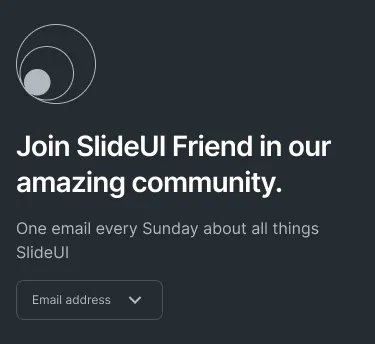 Join SlideUI Friend in our
amazing community.
One email every Sunday about all things
SlideUI
Email address